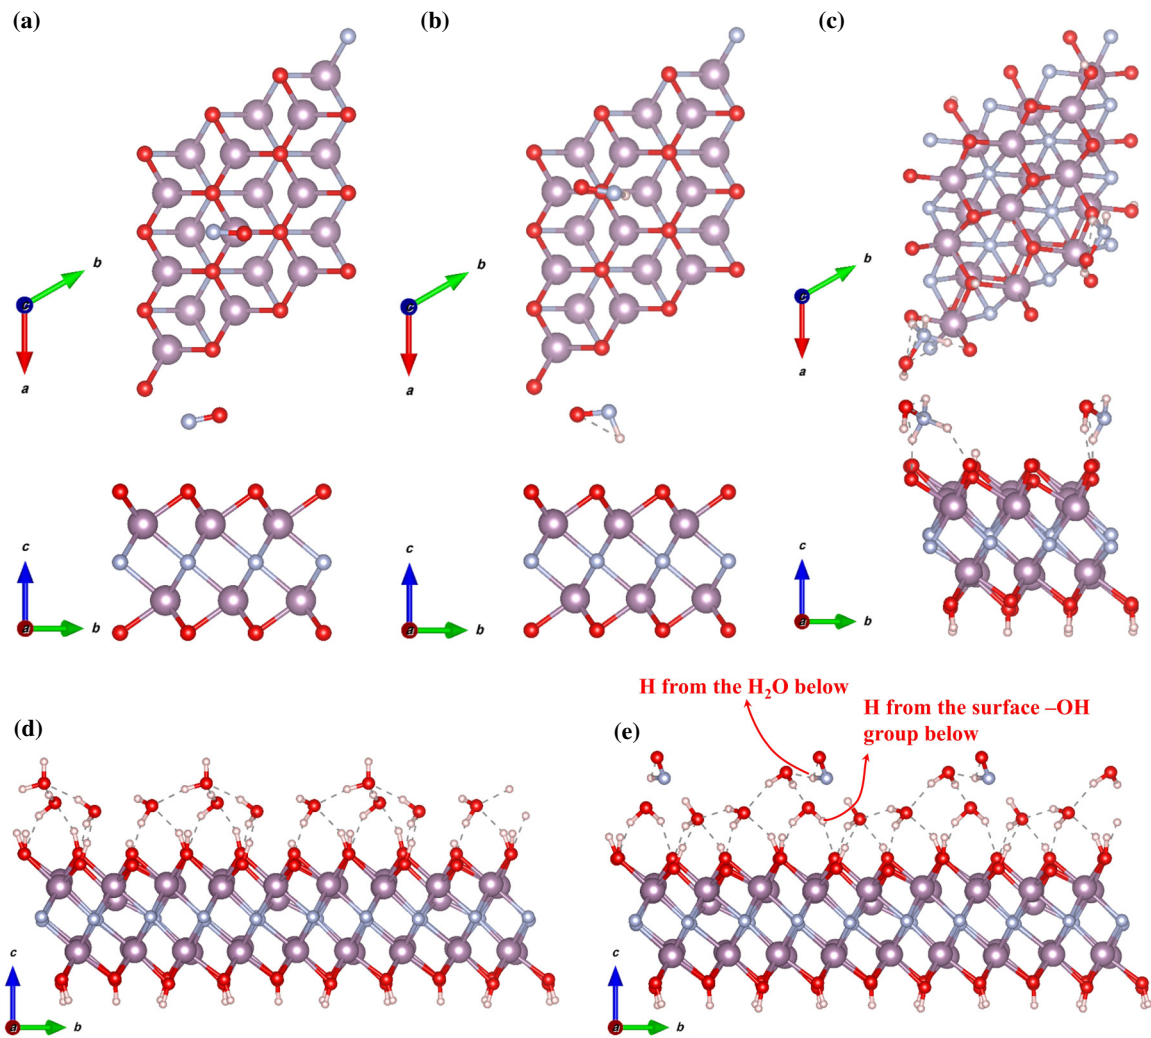 (a)
(b)
(c)
b
c
a
b
c
a
b
c
a
c
a
b
c
a
b
c
a
b
H from the H₂O below
H from the surface –OH
group below
(d)
(e)
c
a
b
c
a
b